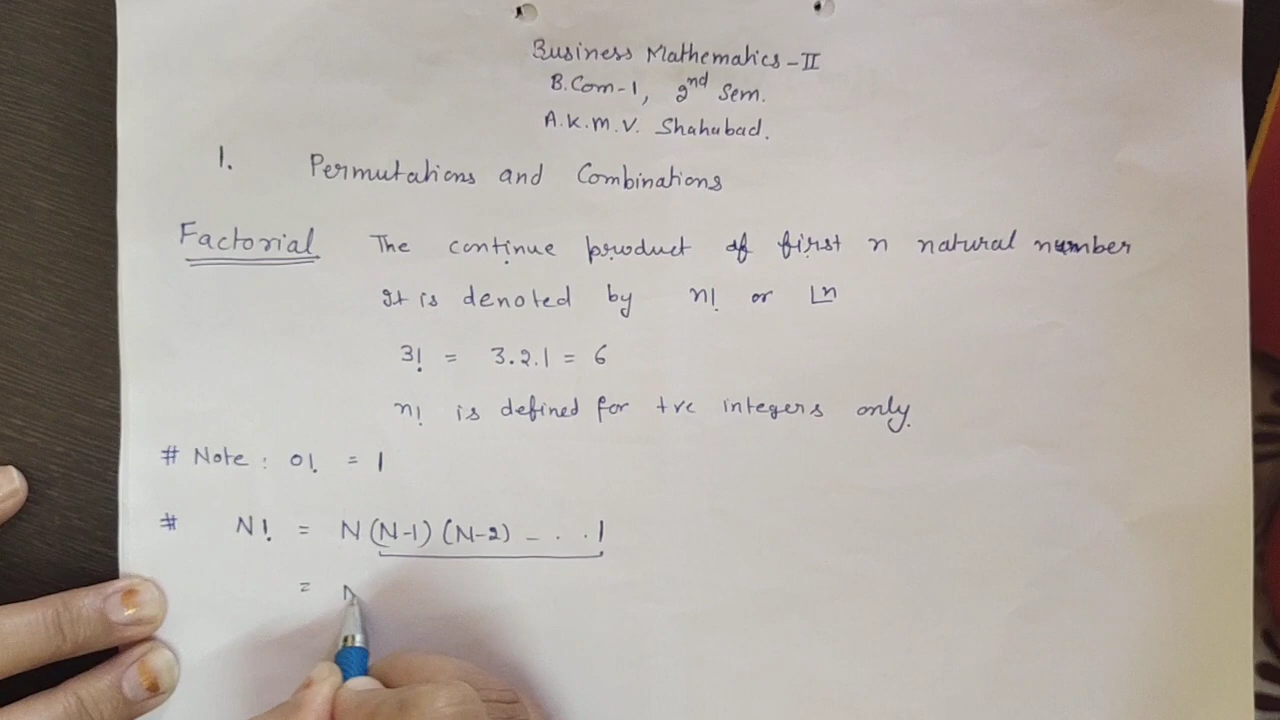 Business Mathematics-II
B.Com-1, 2nd Sem.
A.K.M.V. Shahabad.
1. Permutations and Combinations
Factorial The continue product of first n natural number
It is denoted by n! or ⌊n
3! = 3.2.1 = 6
n! is defined for +ve integers only.
# Note: 0! = 1
# N! = N(N-1)(N-2) - . . 1
= N